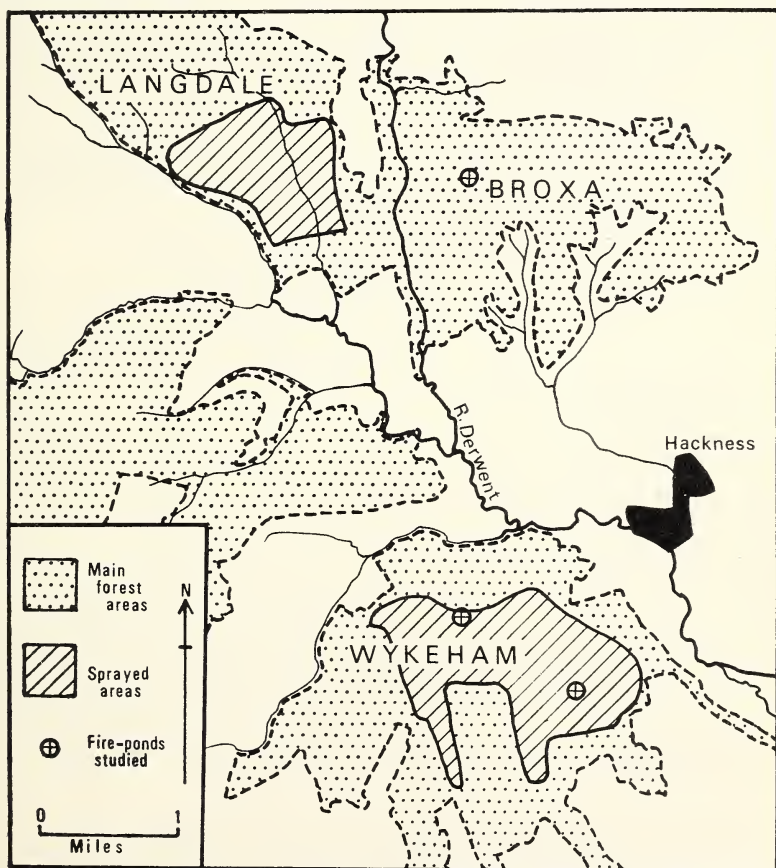 LANGDALE
BROXA
R. Derwent
Hackness
WYKEHAM
Main
forest
areas
Sprayed
areas
Fire-ponds
studied
N
0 1
Miles